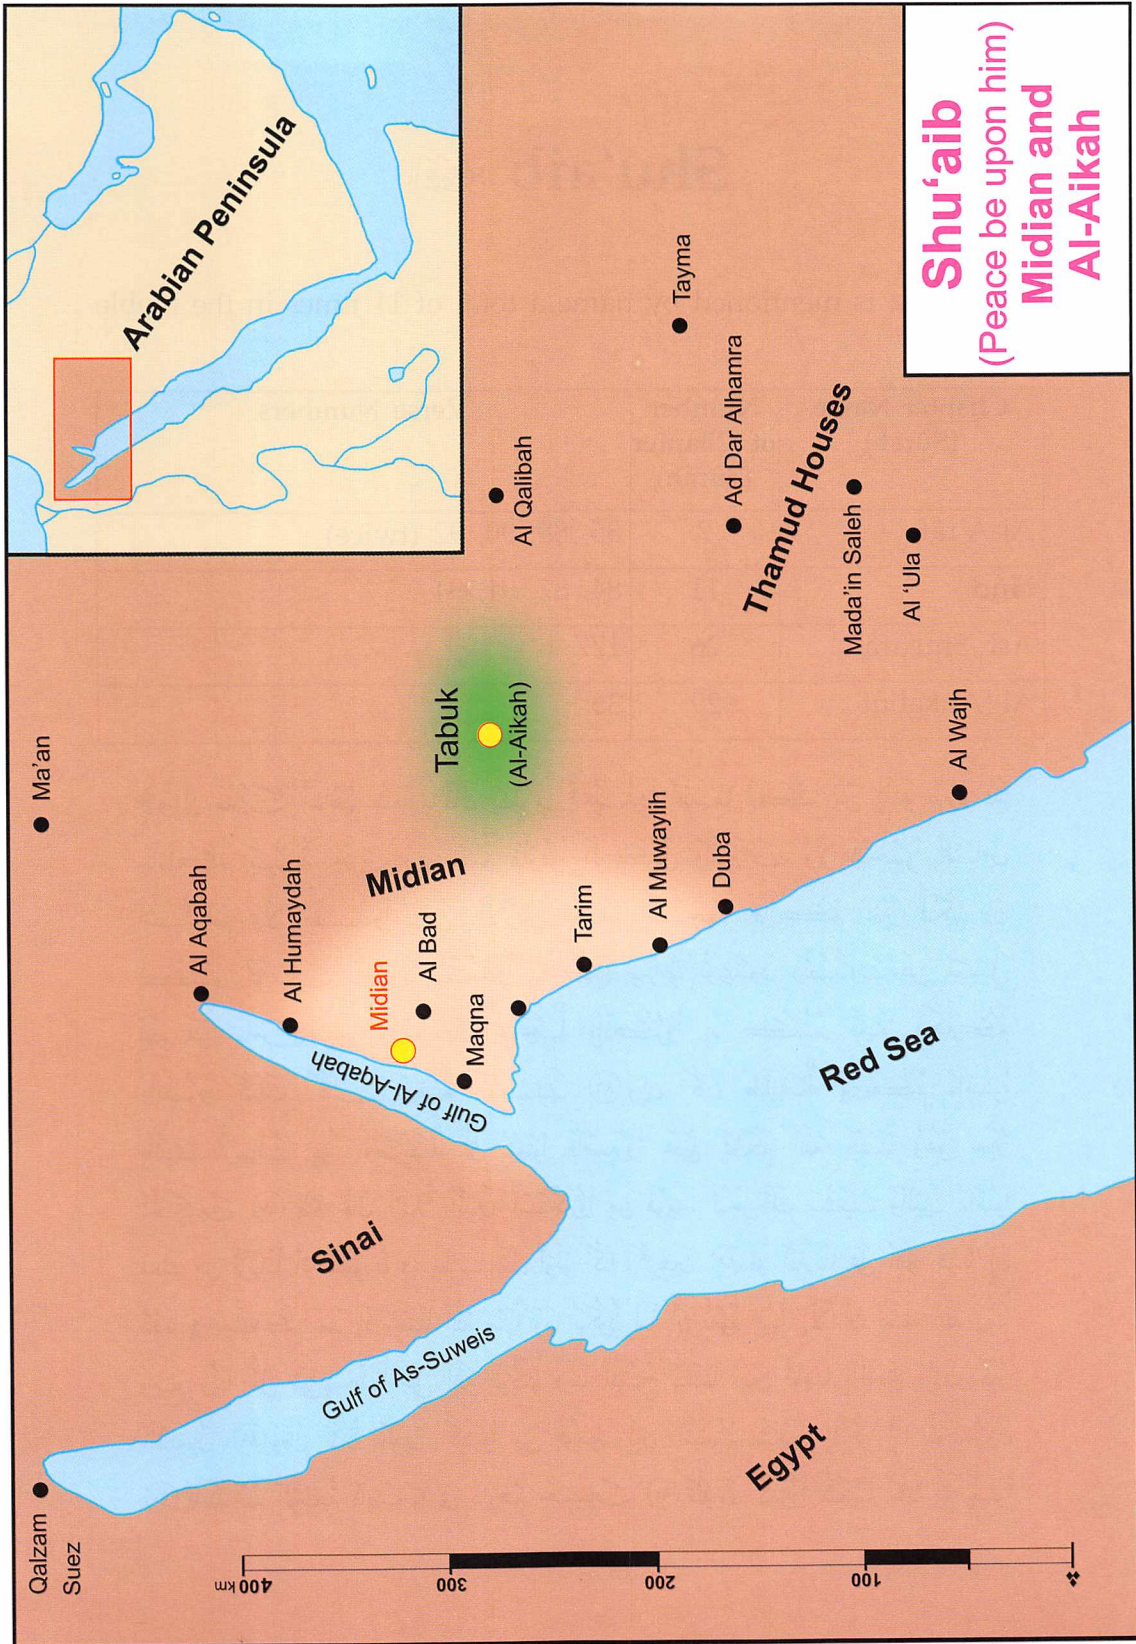 Shu‘aib
(Peace be upon him)
Midian and
Al-Aikah
Arabian Peninsula
Qalzam
Suez
Ma’an
Al Aqabah
Al Humaydah
Midian
Midian
Al Bad
Maqna
Gulf of Al-Aqabah
Tabuk
(Al-Aikah)
Al Qalibah
Tarim
Al Muwaylih
Duba
Tayma
Ad Dar Alhamra
Thamud Houses
Mada’in Saleh
Al ‘Ula
Al Wajh
Sinai
Gulf of As-Suweis
Red Sea
Egypt
400 km
300
200
100